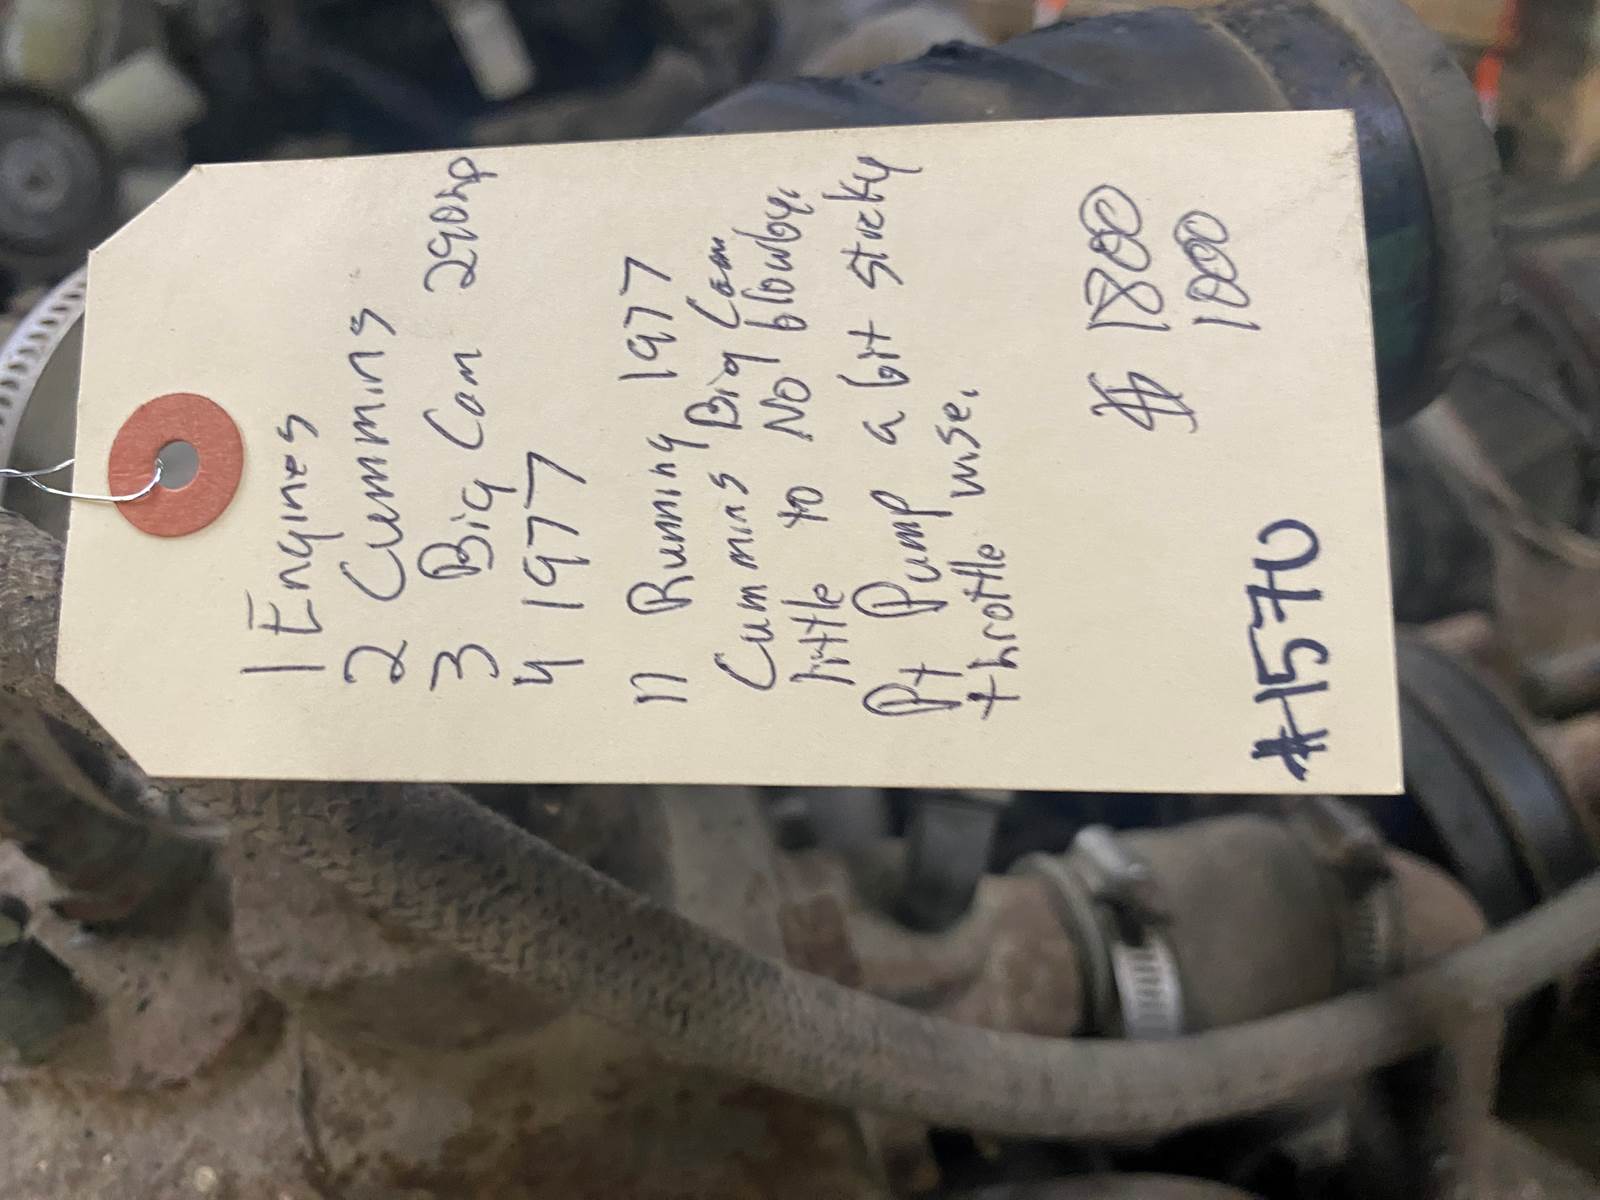 1 Engines
2 Cummins
3 Big Cam 290hp
4 1977
11 Running 1977
Cummins Big Cam
little to No blowby.
Pt Pump a bit sticky
throttle wise.
$ 1800
1000
#1570